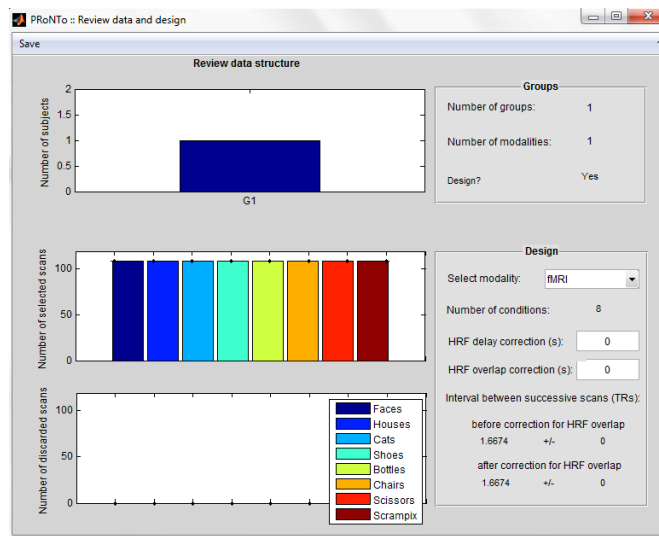 PRoNTo :: Review data and design
Save
Review data structure
Number of subjects
2
1.5
1
0.5
0
G1
Groups
Number of groups: 1
Number of modalities: 1
Design? Yes
Number of selected scans
100
50
0
Design
Select modality: fMRI
Number of conditions: 8
HRF delay correction (s): 0
HRF overlap correction (s): 0
Interval between successive scans (TRs):
before correction for HRF overlap
1.6674 +/- 0
after correction for HRF overlap
1.6674 +/- 0
Number of discarded scans
100
50
0
Faces
Houses
Cats
Shoes
Bottles
Chairs
Scissors
Scrampix